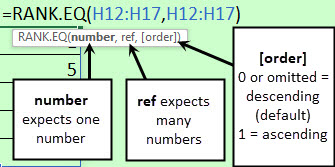 =RANK.EQ(H12:H17,H12:H17)
RANK.EQ(number, ref, [order])
5
number
expects one
number
ref expects
many
numbers
[order]
0 or omitted =
descending
(default)
1 = ascending